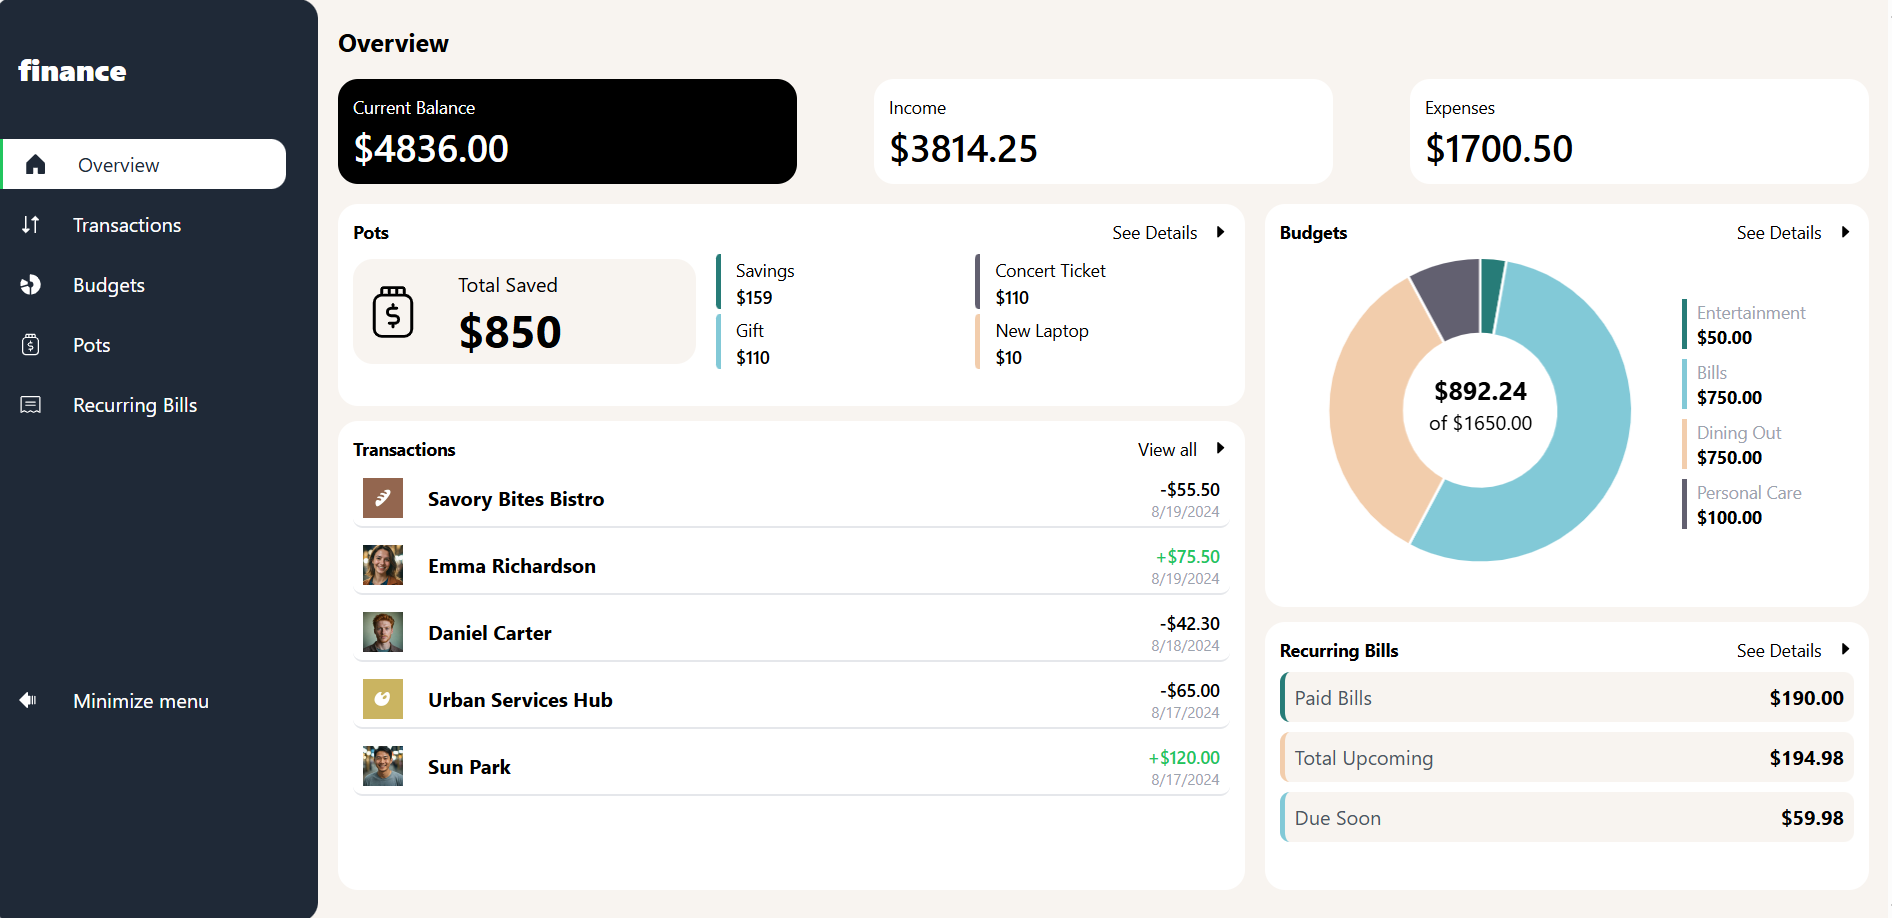 finance
Overview
Transactions
Budgets
Pots
Recurring Bills
Minimize menu
Overview
Current Balance
$4836.00
Income
$3814.25
Expenses
$1700.50
Pots
See Details
Total Saved
$850
Savings
$159
Gift
$110
Concert Ticket
$110
New Laptop
$10
Transactions
View all
Savory Bites Bistro
-$55.50
8/19/2024
Emma Richardson
+$75.50
8/19/2024
Daniel Carter
-$42.30
8/18/2024
Urban Services Hub
-$65.00
8/17/2024
Sun Park
+$120.00
8/17/2024
Budgets
See Details
$892.24
of $1650.00
Entertainment
$50.00
Bills
$750.00
Dining Out
$750.00
Personal Care
$100.00
Recurring Bills
See Details
Paid Bills
$190.00
Total Upcoming
$194.98
Due Soon
$59.98